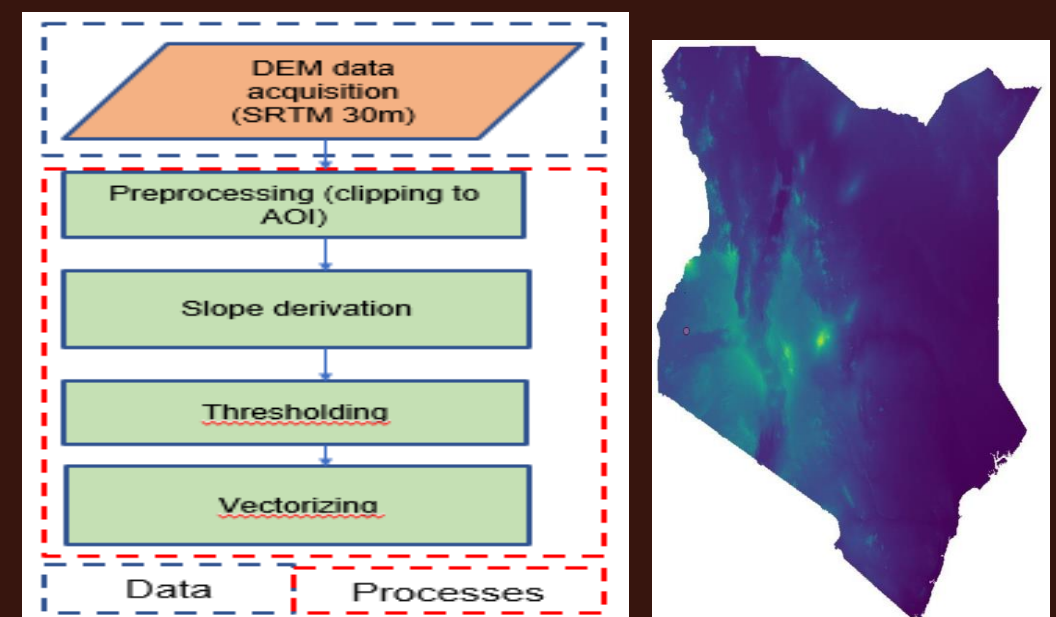 DEM data
acquisition
(SRTM 30m)
Preprocessing (clipping to
AOI)
Slope derivation
Thresholding
Vectorizing
Data
Processes